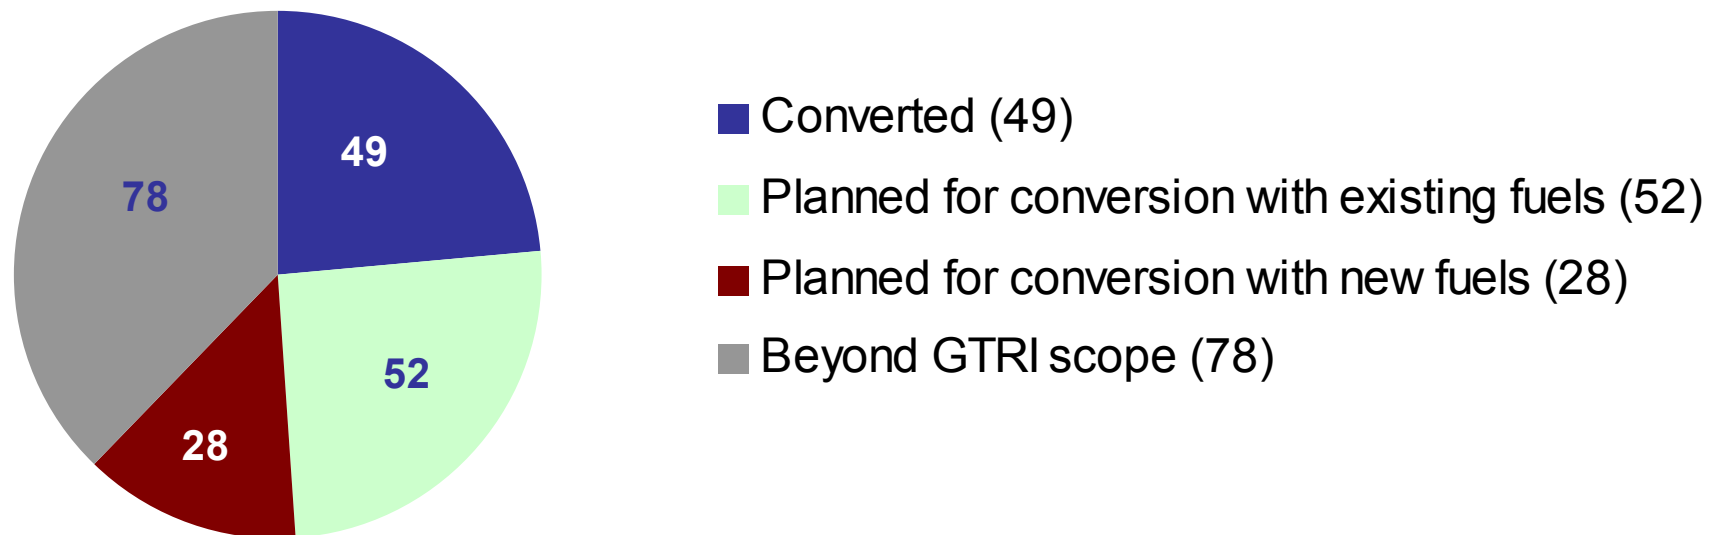 49
78
52
28
Converted (49)
Planned for conversion with existing fuels (52)
Planned for conversion with new fuels (28)
Beyond GTRI scope (78)